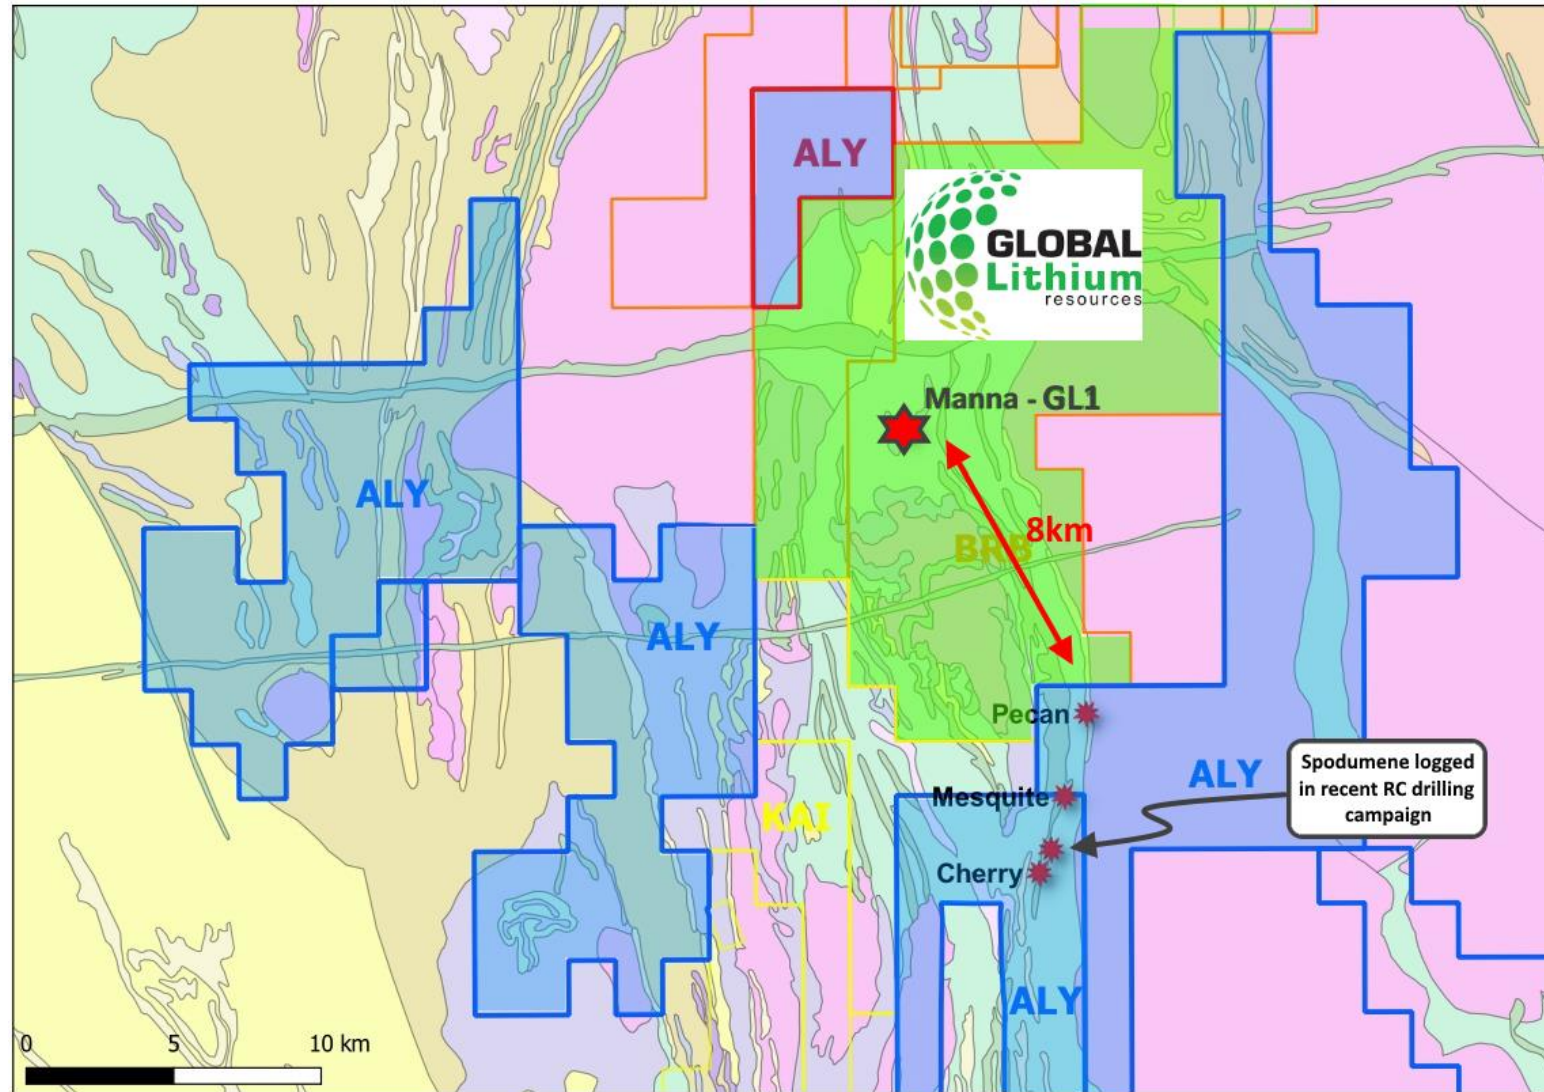 ALY
GLOBAL
Lithium
resources
Manna - GL1
ALY
8km
BRB
ALY
Pecan
ALY
Spodumene logged
in recent RC drilling
campaign
Mesquite
KAI
Cherry
ALY
0 5 10 km